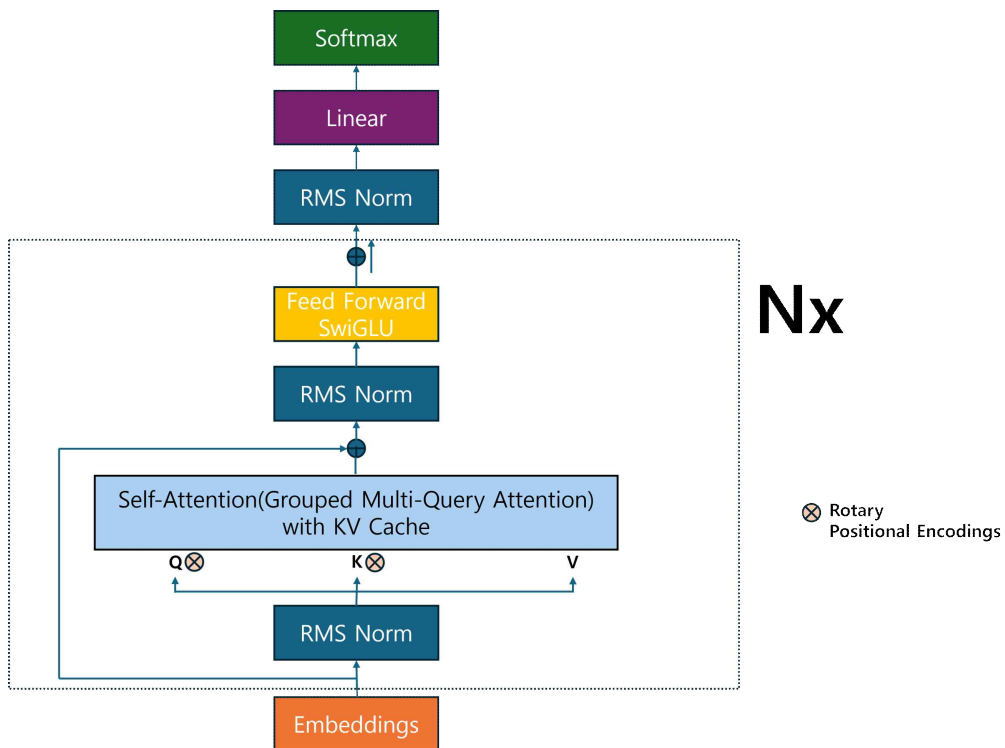 Softmax
Linear
RMS Norm
Feed Forward
SwiGLU
Nx
RMS Norm
Self-Attention(Grouped Multi-Query Attention)
with KV Cache
Rotary
Positional Encodings
Q
K
V
RMS Norm
Embeddings